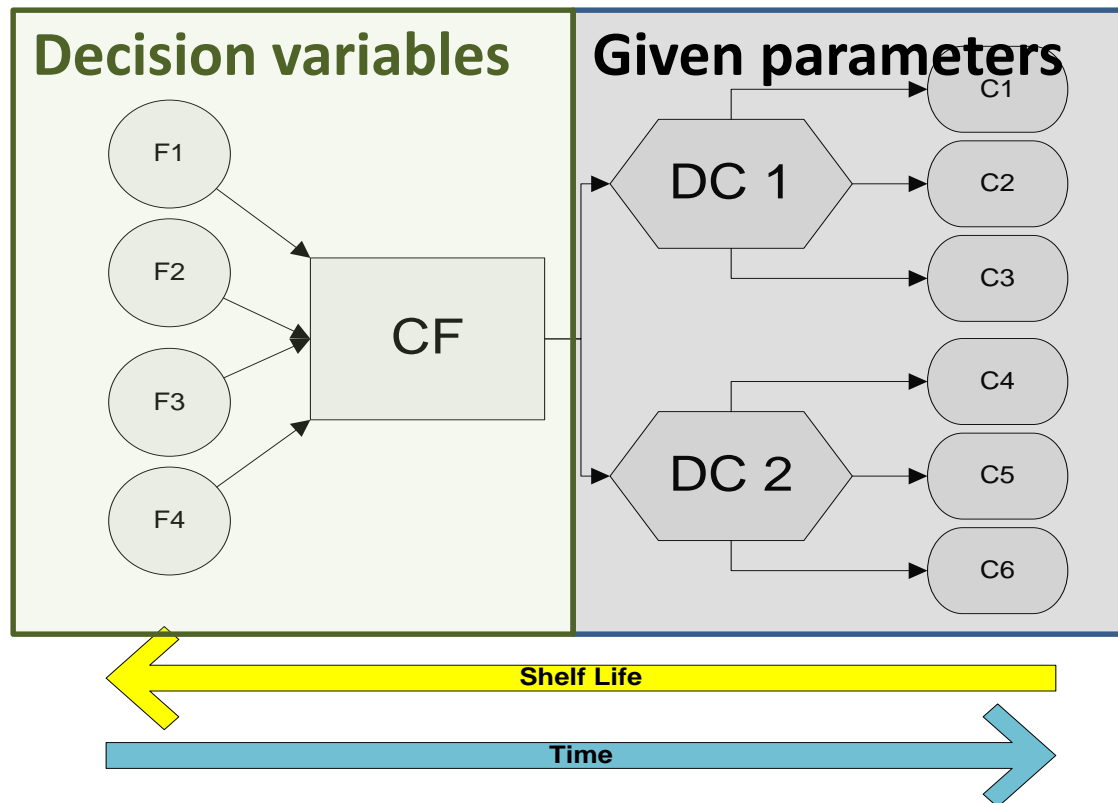 Decision variables
Given parameters
F1
F2
F3
F4
CF
DC 1
DC 2
C1
C2
C3
C4
C5
C6
Shelf Life
Time